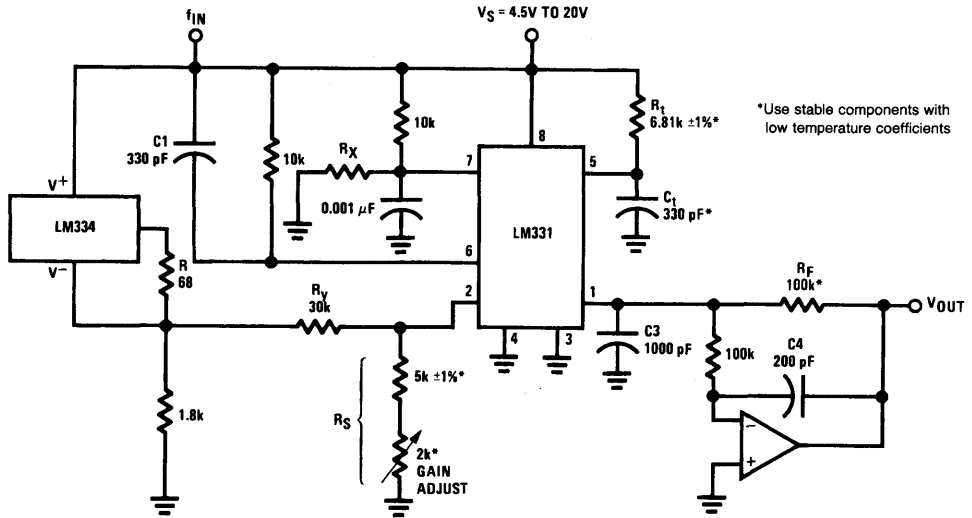 fIN
VS = 4.5V TO 20V
C1
330 pF
10k
10k
RX
0.001 μF
7
8
5
Rt
6.81k ±1%*
*Use stable components with
low temperature coefficients
Ct
330 pF*
V+
LM334
V−
R
68
LM331
6
2
1
4
3
RY
30k
1.8k
RS
5k ±1%*
2k*
GAIN
ADJUST
C3
1000 pF
RF
100k*
VOUT
100k
C4
200 pF
−
+